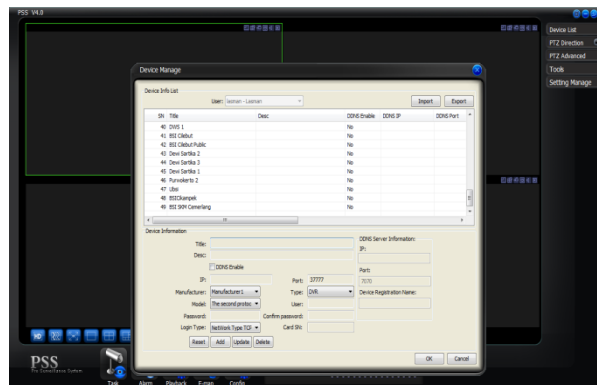 PSS V4.0
Device List
PTZ Direction
PTZ Advanced
Tools
Setting Manage
Device Manage
Device Info List
User:
Import Export
SN Title Desc DDNS Enable DDNS IP DDNS Port
40 DWS 1 No
41 BSI Cilebut No
42 BSI Cilebut Public No
43 Dewi Sartika 2 No
44 Dewi Sartika 3 No
45 Dewi Sartika 1 No
46 Purwokerto 2 No
47 Ubsi No
48 BSICikampek No
49 BSI SKM Cemerlang No
Device Information
Title:
Desc:
DDNS Enable
IP: Port: 37777
Manufacturer: Manufacturer1 Type: DVR
Model: The second protoc User:
Password: Confirm password:
Login Type: NetWork Type TCP Card SN:
DDNS Server Information:
IP:
Port:
7070
Device Registration Name:
Reset Add Update Delete
OK Cancel
HD
PSS
Pro Surveillance System
Task Alarm Playback E-map Config